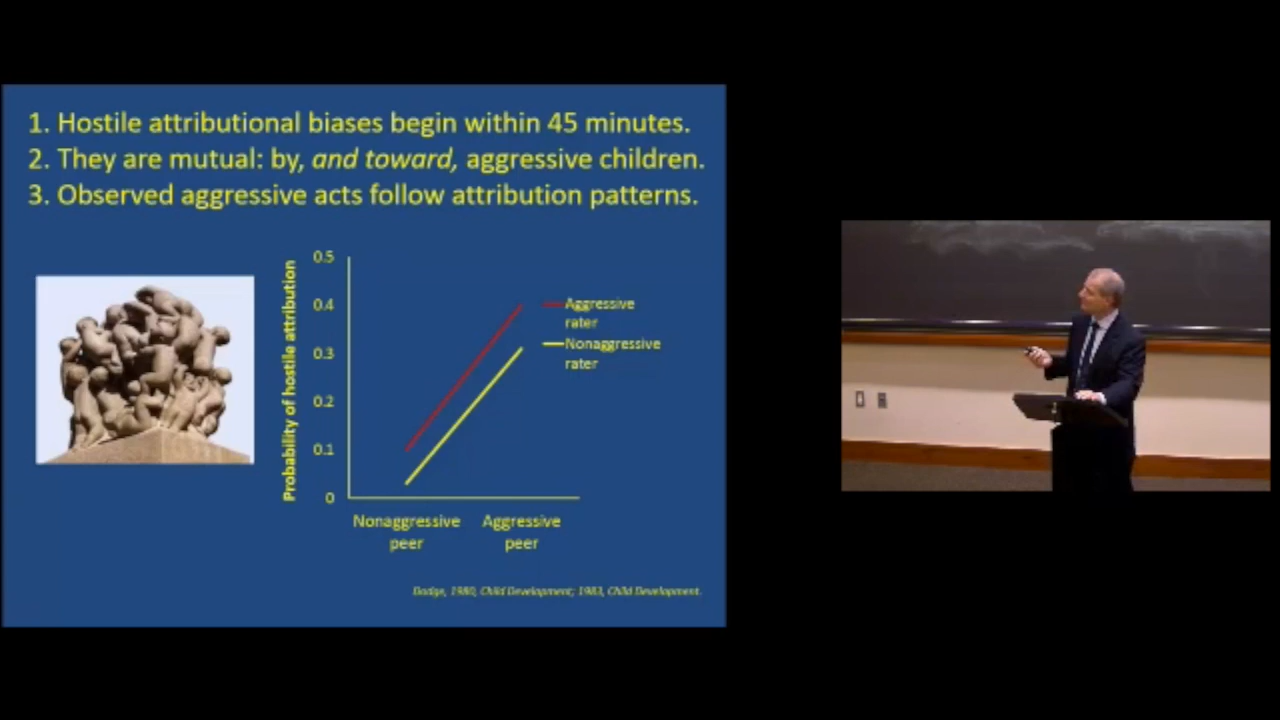 1. Hostile attributional biases begin within 45 minutes.
2. They are mutual: by, and toward, aggressive children.
3. Observed aggressive acts follow attribution patterns.
Probability of hostile attribution
0.5
0.4
0.3
0.2
0.1
0
Aggressive
rater
Nonaggressive
rater
Nonaggressive
peer
Aggressive
peer
Dodge, 1980, Child Development; 1983, Child Development.